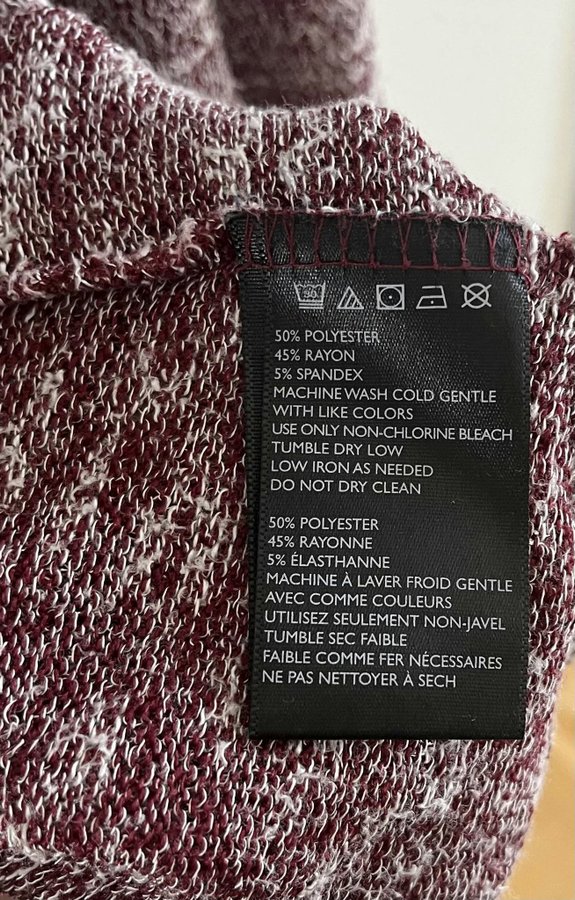 30
50% POLYESTER
45% RAYON
5% SPANDEX
MACHINE WASH COLD GENTLE
WITH LIKE COLORS
USE ONLY NON-CHLORINE BLEACH
TUMBLE DRY LOW
LOW IRON AS NEEDED
DO NOT DRY CLEAN
50% POLYESTER
45% RAYONNE
5% ÉLASTHANNE
MACHINE À LAVER FROID GENTLE
AVEC COMME COULEURS
UTILISEZ SEULEMENT NON-JAVEL
TUMBLE SEC FAIBLE
FAIBLE COMME FER NÉCESSAIRES
NE PAS NETTOYER À SECH